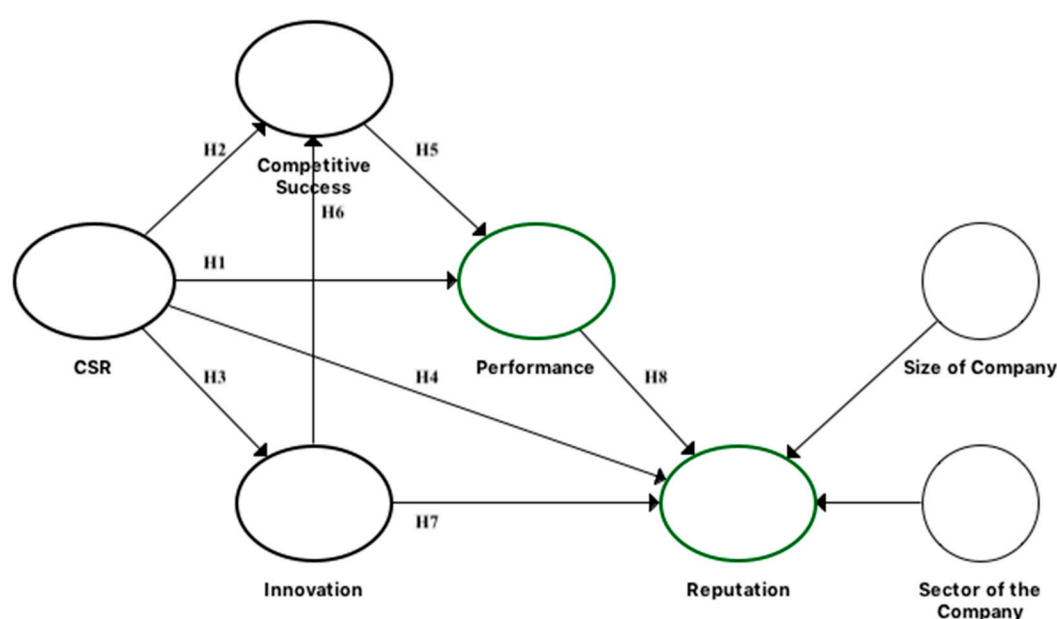 H2
H5
Competitive
Success
H6
H1
CSR
Performance
Size of Company
H3
H4
H8
H7
Innovation
Reputation
Sector of the
Company